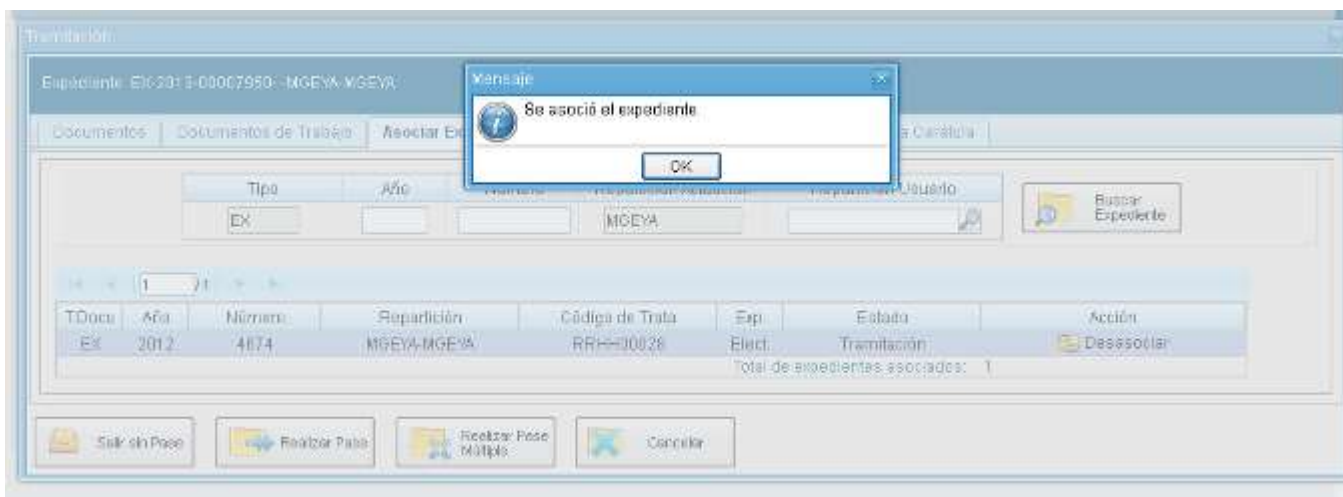 Tramitación
Expediente EX-2013-00007950- -MGEYA-MGEYA
Mensaje
Se asoció el expediente
OK
Documentos Documentos de Trabajo Asociar Ex a Carátula
Tipo Año Número Repartición Usuario
EX MGEYA
Buscar Expediente
1 / 1
TDocu Año Número Repartición Código de Trata Exp. Estado Acción
EX 2012 4674 MGEYA-MGEYA RRHH00028 Elect. Tramitación Desasociar
Total de expedientes asociados: 1
Salir sin Pase Realizar Pase Realizar Pase Múltiple Cancelar